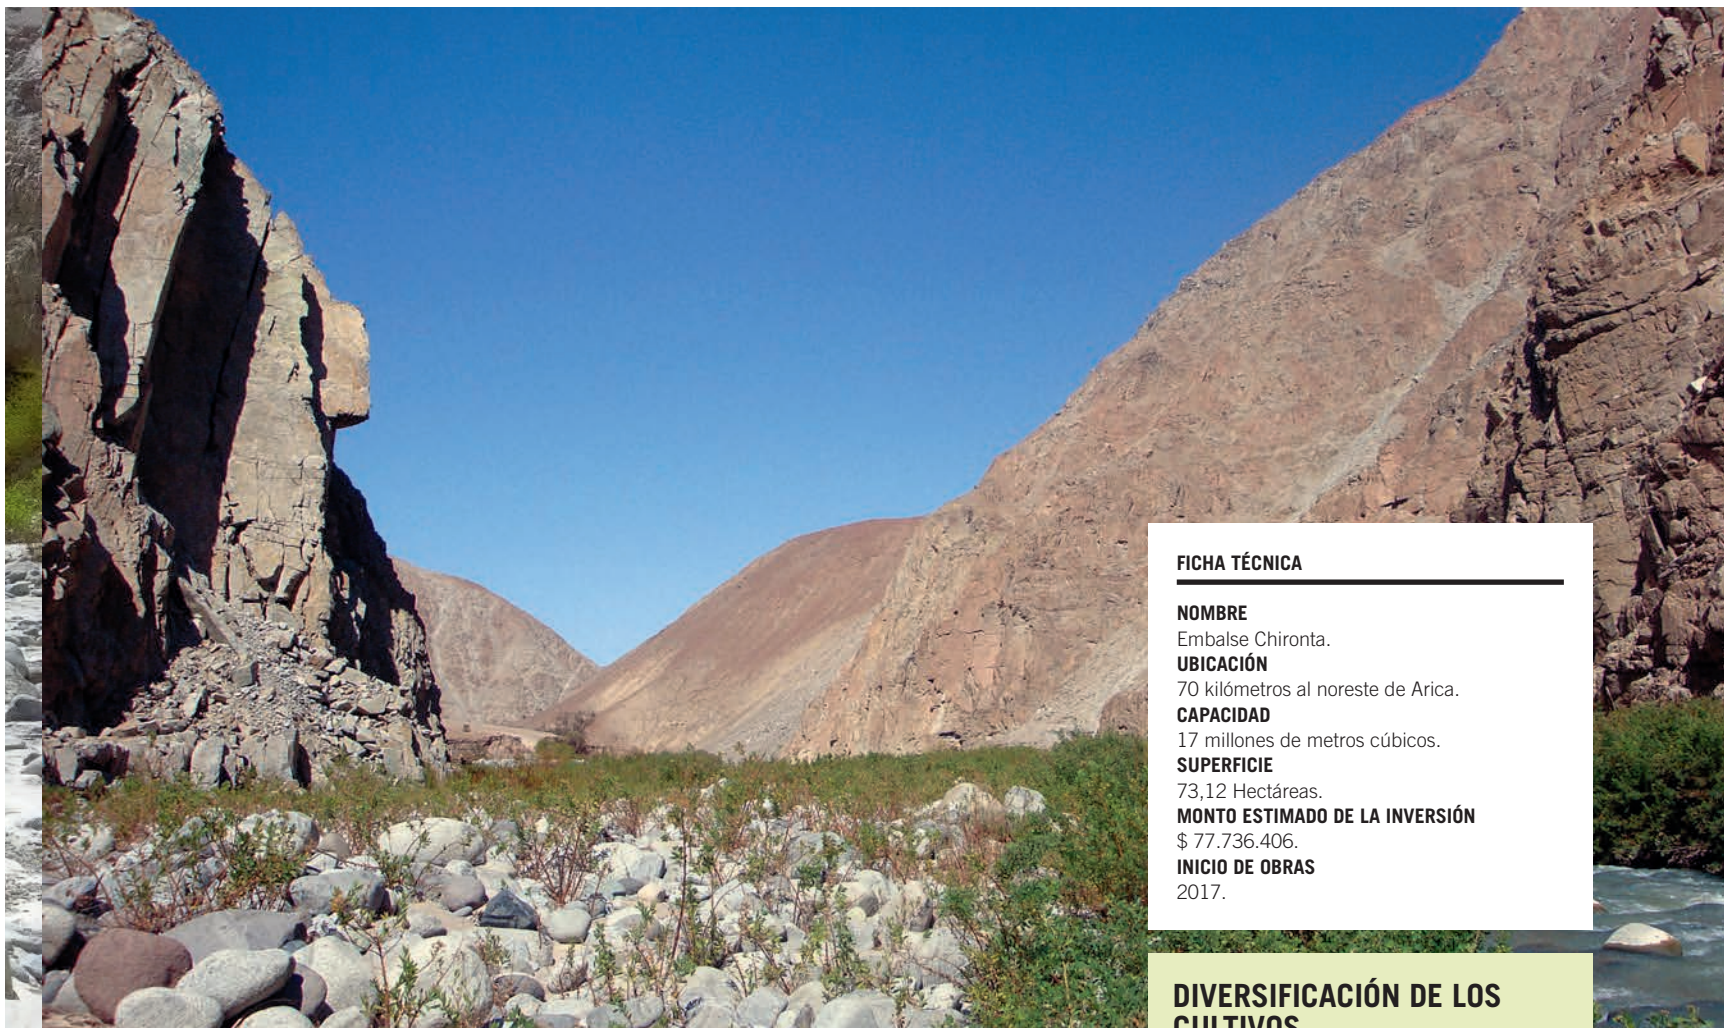 FICHA TÉCNICA
NOMBRE
Embalse Chironta.
UBICACIÓN
70 kilómetros al noreste de Arica.
CAPACIDAD
17 millones de metros cúbicos.
SUPERFICIE
73,12 Hectáreas.
MONTO ESTIMADO DE LA INVERSIÓN
$ 77.736.406.
INICIO DE OBRAS
2017.
DIVERSIFICACIÓN DE LOS
CULTIVOS